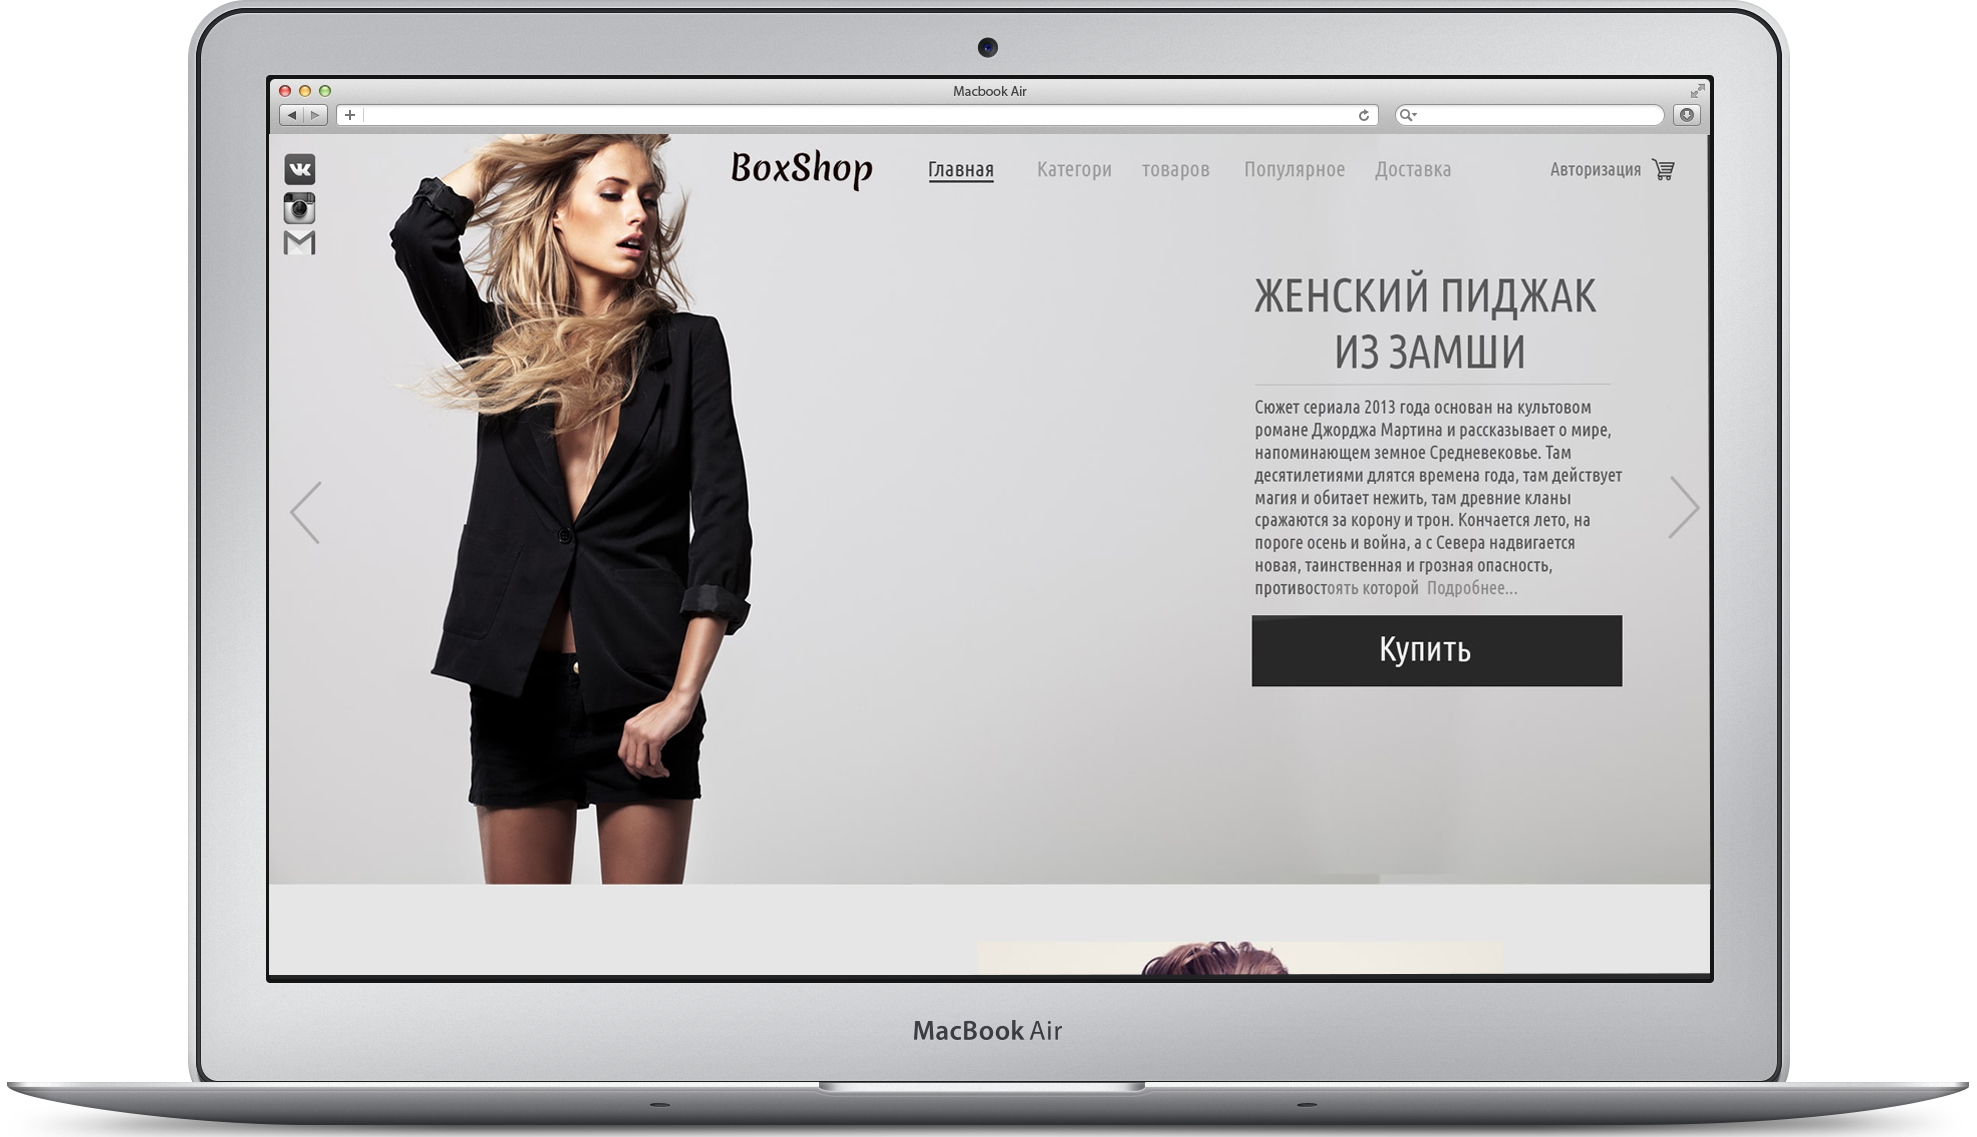 Macbook Air
BoxShop
Главная Категори товаров Популярное Доставка Авторизация
ЖЕНСКИЙ ПИДЖАК
ИЗ ЗАМШИ
Сюжет сериала 2013 года основан на культовом
романе Джорджа Мартина и рассказывает о мире,
напоминающем земное Средневековье. Там
десятилетиями длятся времена года, там действует
магия и обитает нежить, там древние кланы
сражаются за корону и трон. Кончается лето, на
пороге осень и война, а с Севера надвигается
новая, таинственная и грозная опасность,
противостоять которой Подробнее...
Купить
MacBook Air